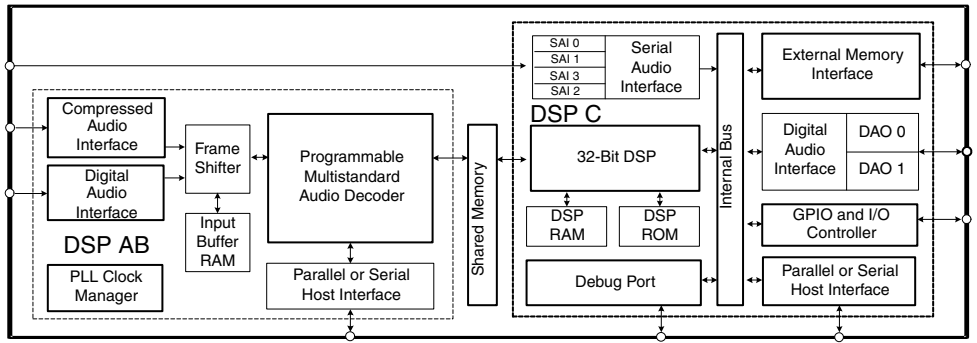 Compressed
Audio
Interface
Digital
Audio
Interface
DSP AB
PLL Clock
Manager
Frame
Shifter
Input
Buffer
RAM
Programmable
Multistandard
Audio Decoder
Parallel or Serial
Host Interface
Shared Memory
SAI 0
SAI 1
SAI 3
SAI 2
Serial
Audio
Interface
DSP C
32-Bit DSP
DSP
RAM
DSP
ROM
Debug Port
Internal Bus
External Memory
Interface
Digital
Audio
Interface
DAO 0
DAO 1
GPIO and I/O
Controller
Parallel or Serial
Host Interface